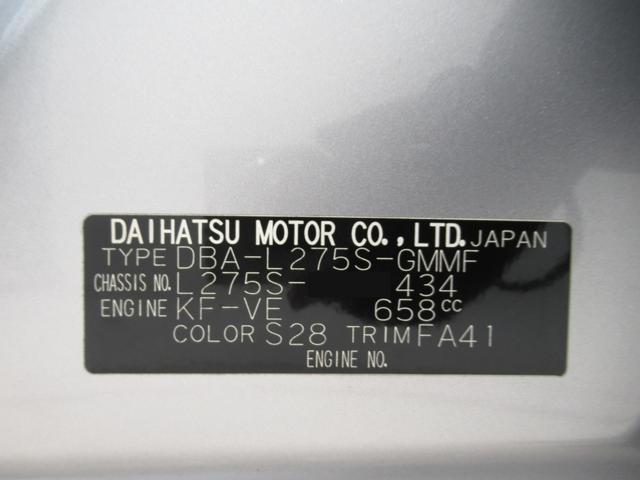 DAIHATSU MOTOR CO., LTD. JAPAN
TYPE DBA-L275S-GMMF
CHASSIS NO. L275S- 434
ENGINE KF-VE 658cc
COLOR S28 TRIM FA41
ENGINE NO.